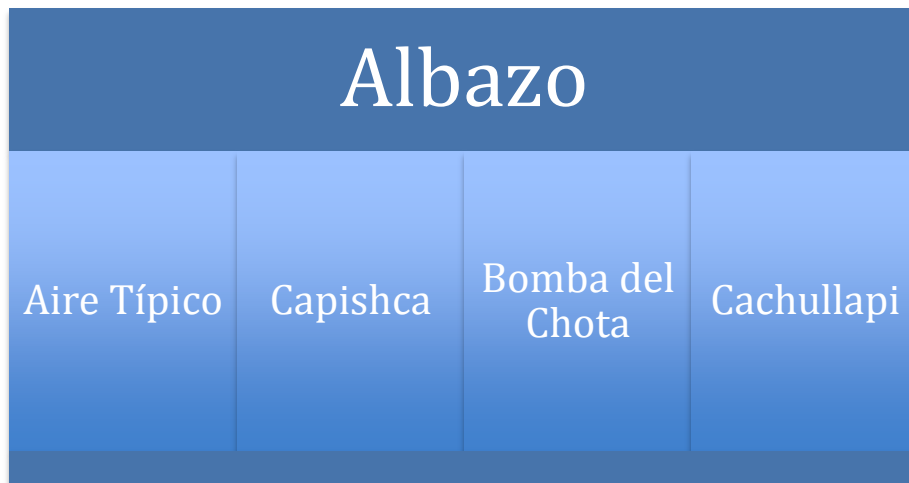 Albazo
Aire Típico
Capishca
Bomba del
Chota
Cachullapi